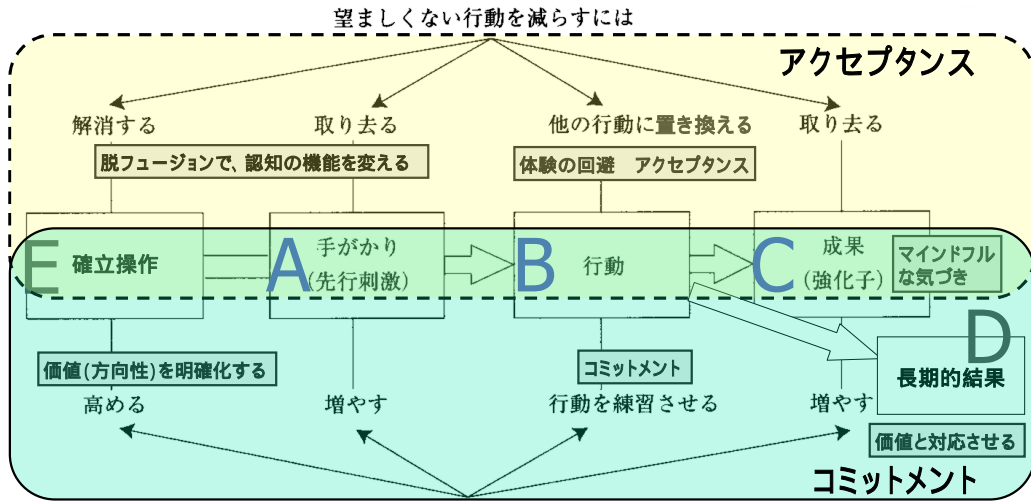 望ましくない行動を減らすには
アクセプタンス
解消する
取り去る
他の行動に置き換える
取り去る
脱フュージョンで、認知の機能を変える
体験の回避　アクセプタンス
E
確立操作
A
手がかり
(先行刺激)
B
行動
C
成果
(強化子)
マインドフル
な気づき
D
長期的結果
価値(方向性)を明確化する
コミットメント
高める
増やす
行動を練習させる
増やす
価値と対応させる
コミットメント